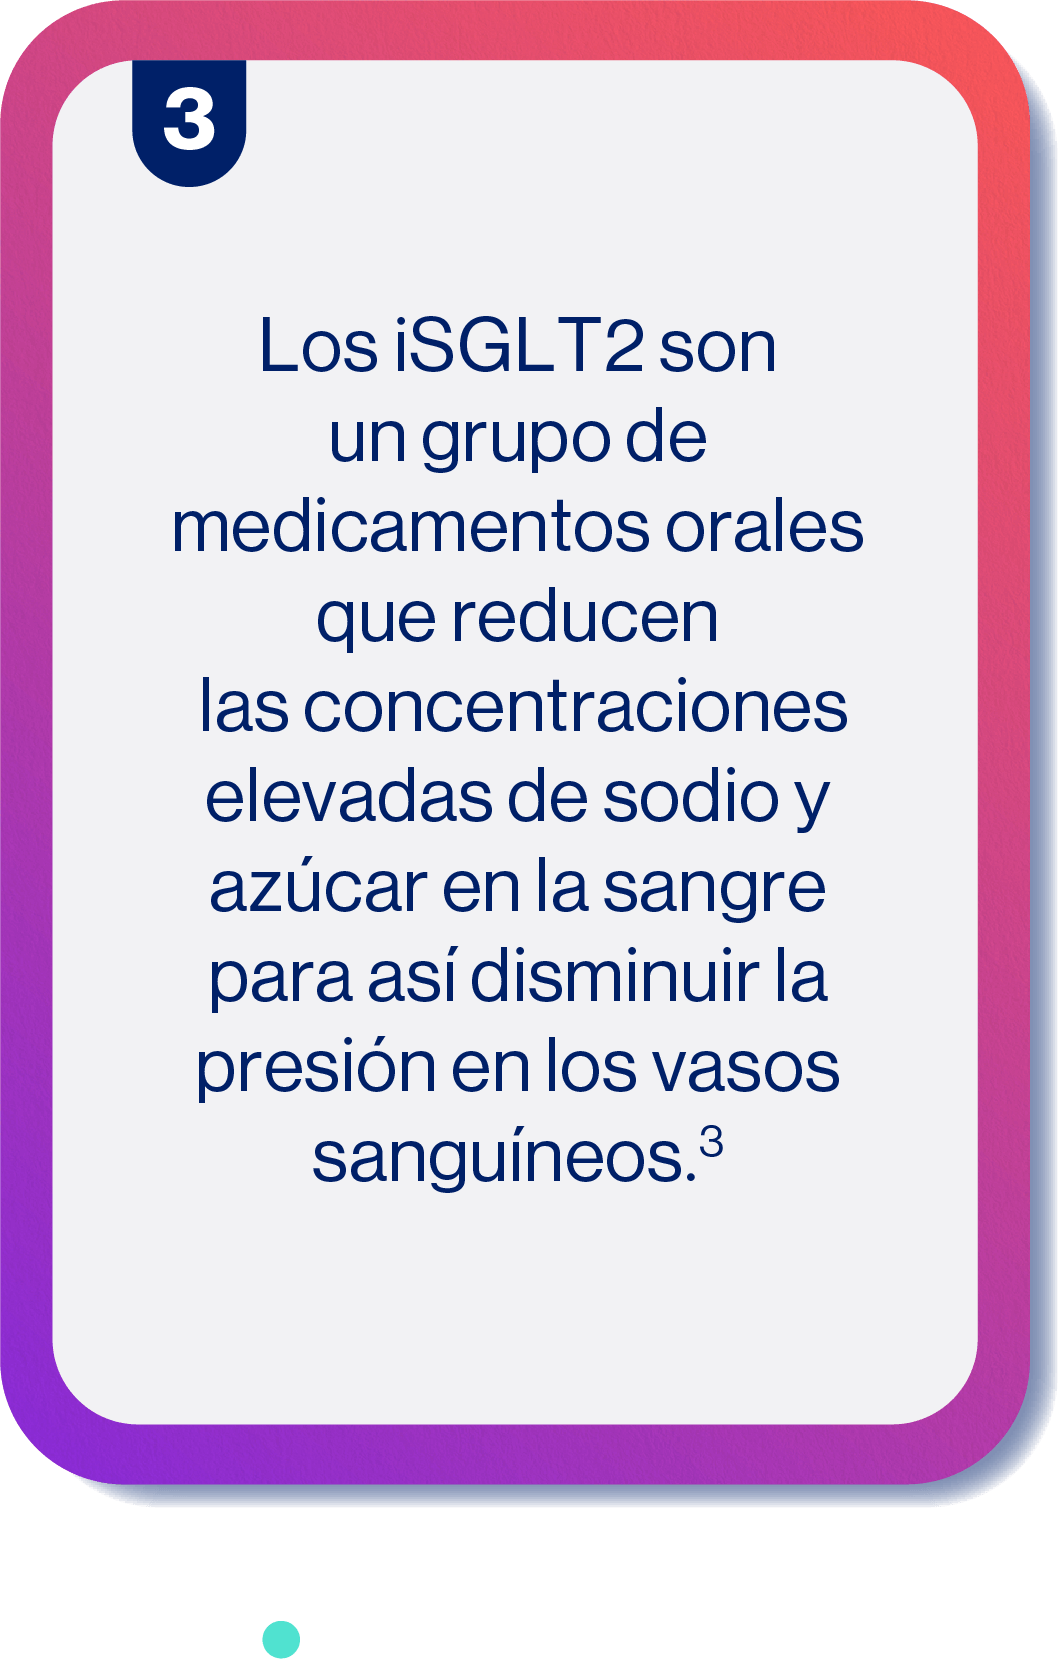 3
Los iSGLT2 son
un grupo de
medicamentos orales
que reducen
las concentraciones
elevadas de sodio y
azúcar en la sangre
para así disminuir la
presión en los vasos
sanguíneos.³